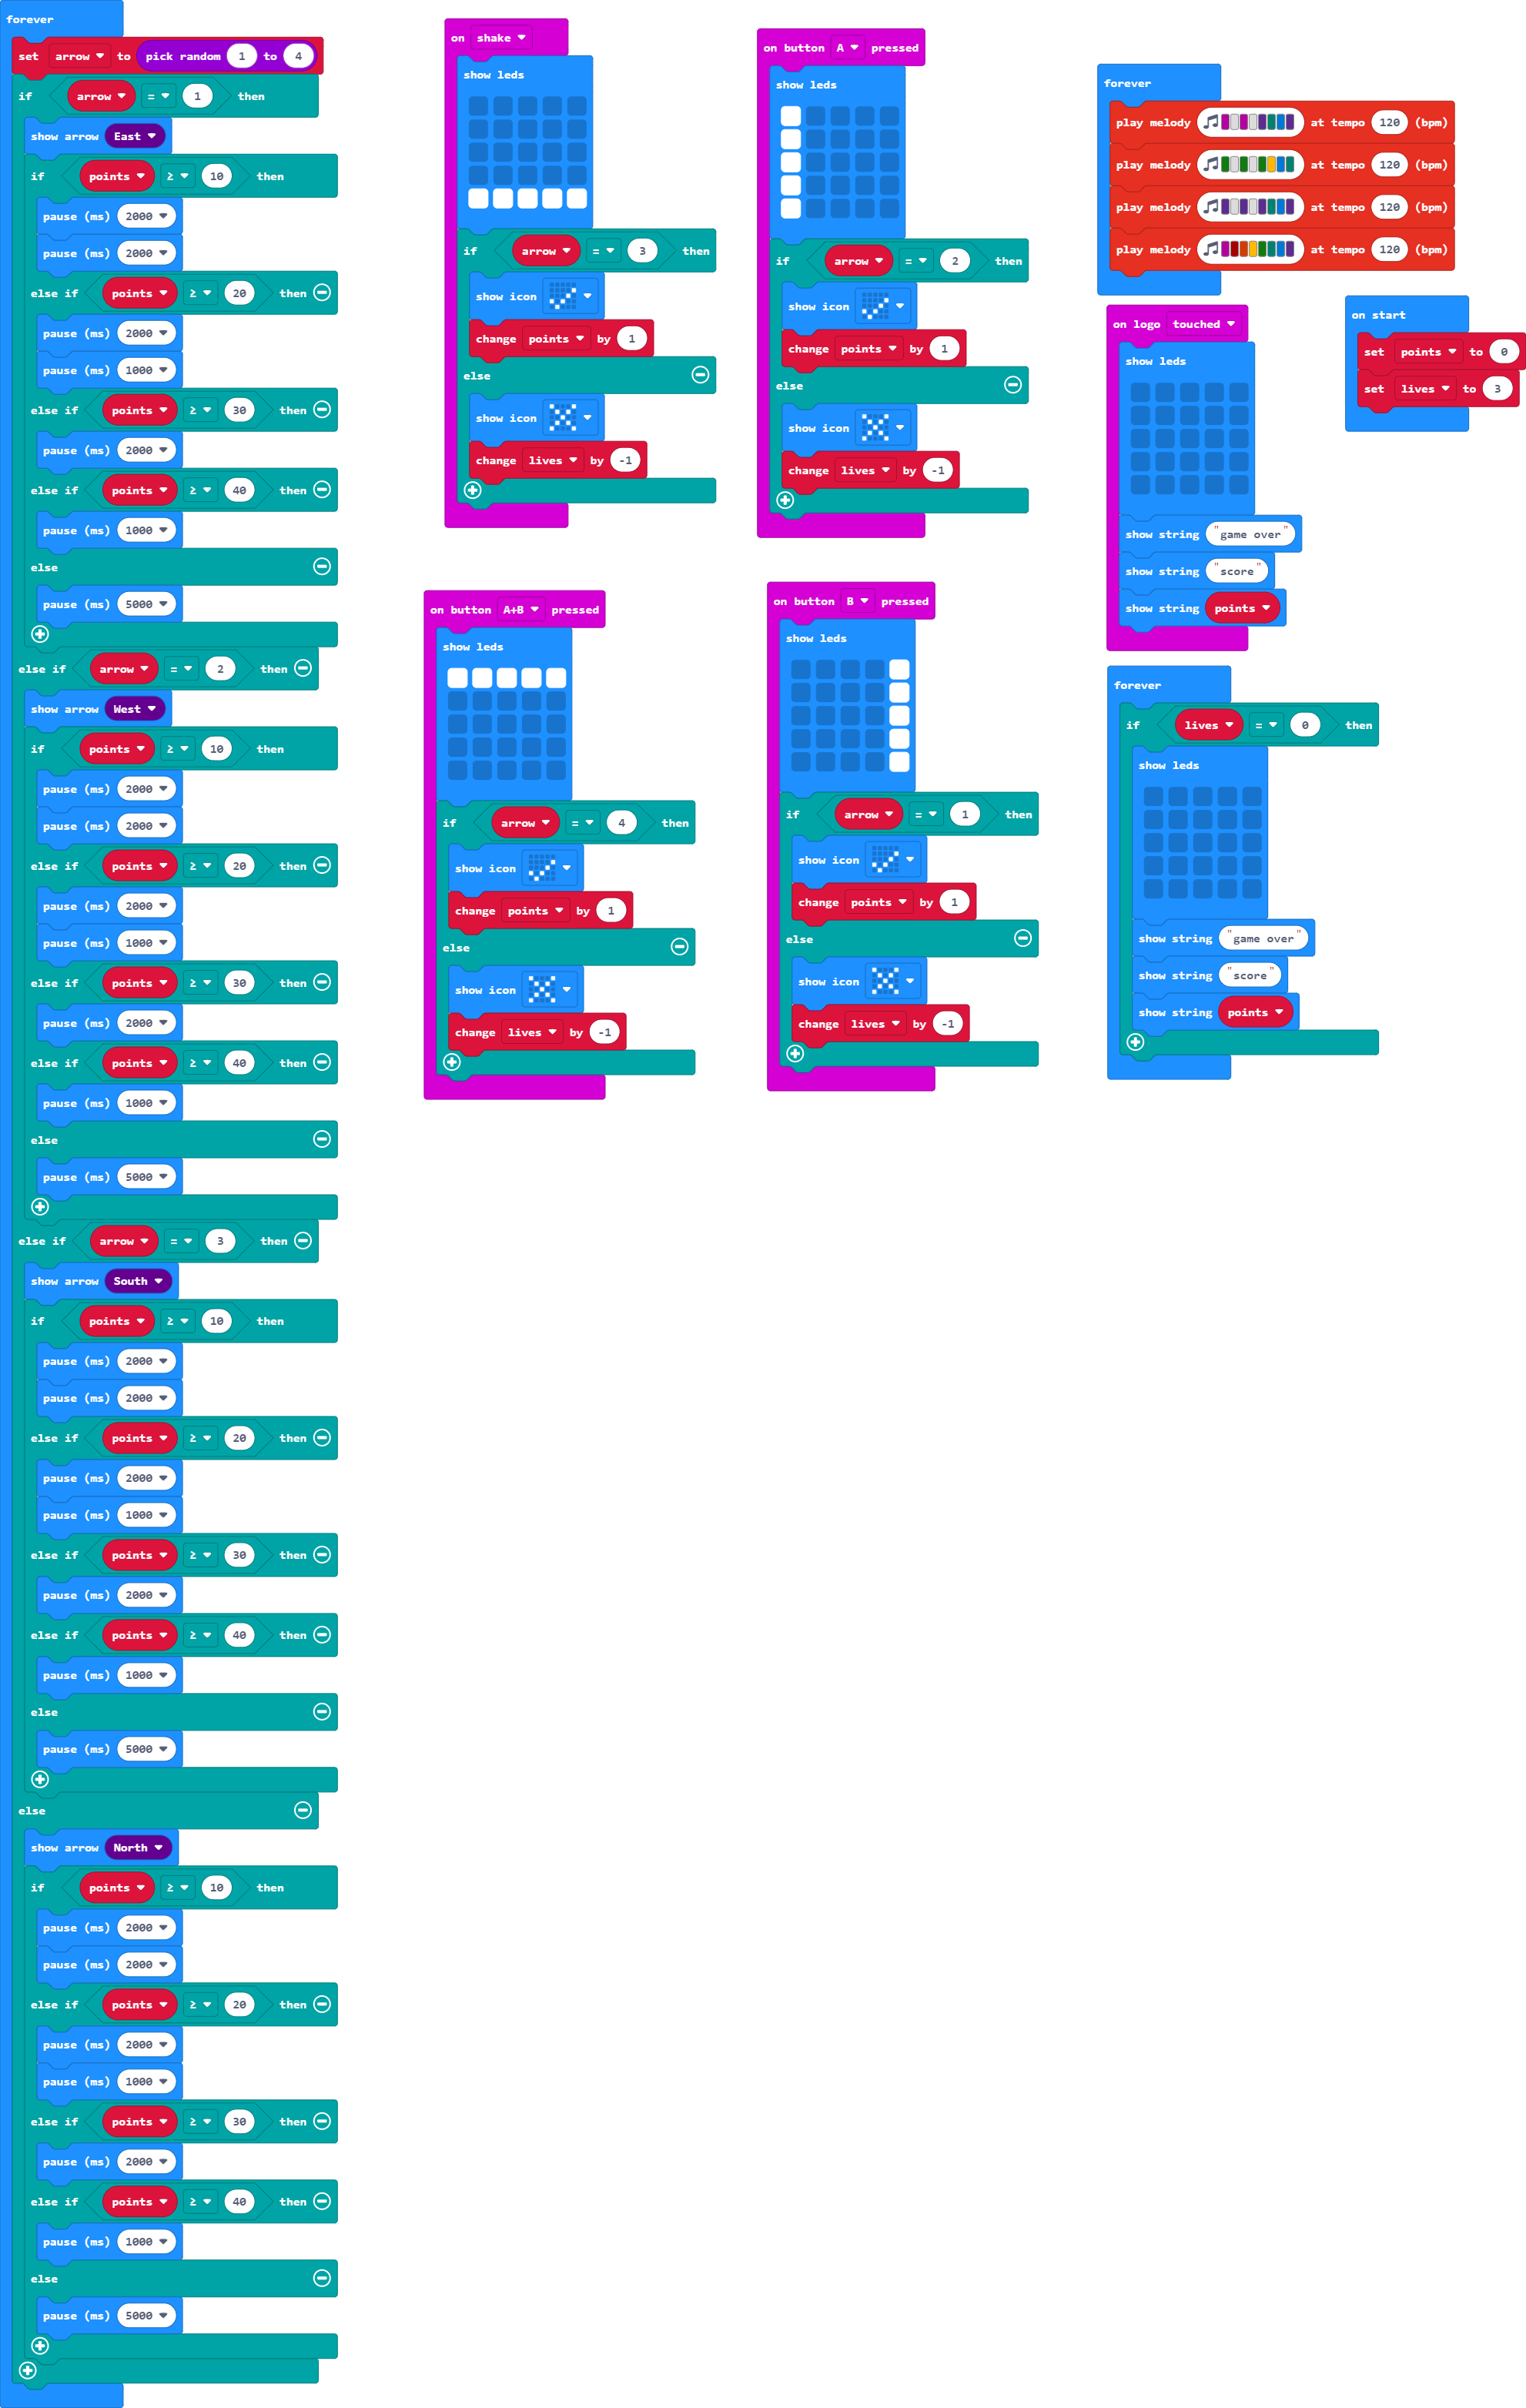 forever
set arrow to pick random 1 to 4
if arrow = 1 then
show arrow East
if points ≥ 10 then
pause (ms) 2000
pause (ms) 2000
else if points ≥ 20 then
pause (ms) 2000
pause (ms) 1000
else if points ≥ 30 then
pause (ms) 2000
else if points ≥ 40 then
pause (ms) 1000
else
pause (ms) 5000
else if arrow = 2 then
show arrow West
if points ≥ 10 then
pause (ms) 2000
pause (ms) 2000
else if points ≥ 20 then
pause (ms) 2000
pause (ms) 1000
else if points ≥ 30 then
pause (ms) 2000
else if points ≥ 40 then
pause (ms) 1000
else
pause (ms) 5000
else if arrow = 3 then
show arrow South
if points ≥ 10 then
pause (ms) 2000
pause (ms) 2000
else if points ≥ 20 then
pause (ms) 2000
pause (ms) 1000
else if points ≥ 30 then
pause (ms) 2000
else if points ≥ 40 then
pause (ms) 1000
else
pause (ms) 5000
else
show arrow North
if points ≥ 10 then
pause (ms) 2000
pause (ms) 2000
else if points ≥ 20 then
pause (ms) 2000
pause (ms) 1000
else if points ≥ 30 then
pause (ms) 2000
else if points ≥ 40 then
pause (ms) 1000
else
pause (ms) 5000
on shake
show leds
if arrow = 3 then
show icon
change points by 1
else
show icon
change lives by -1
on button A+B pressed
show leds
if arrow = 4 then
show icon
change points by 1
else
show icon
change lives by -1
on button A pressed
show leds
if arrow = 2 then
show icon
change points by 1
else
show icon
change lives by -1
on button B pressed
show leds
if arrow = 1 then
show icon
change points by 1
else
show icon
change lives by -1
forever
play melody at tempo 120 (bpm)
play melody at tempo 120 (bpm)
play melody at tempo 120 (bpm)
play melody at tempo 120 (bpm)
on logo touched
show leds
show string "game over"
show string "score"
show string points
on start
set points to 0
set lives to 3
forever
if lives = 0 then
show leds
show string "game over"
show string "score"
show string points